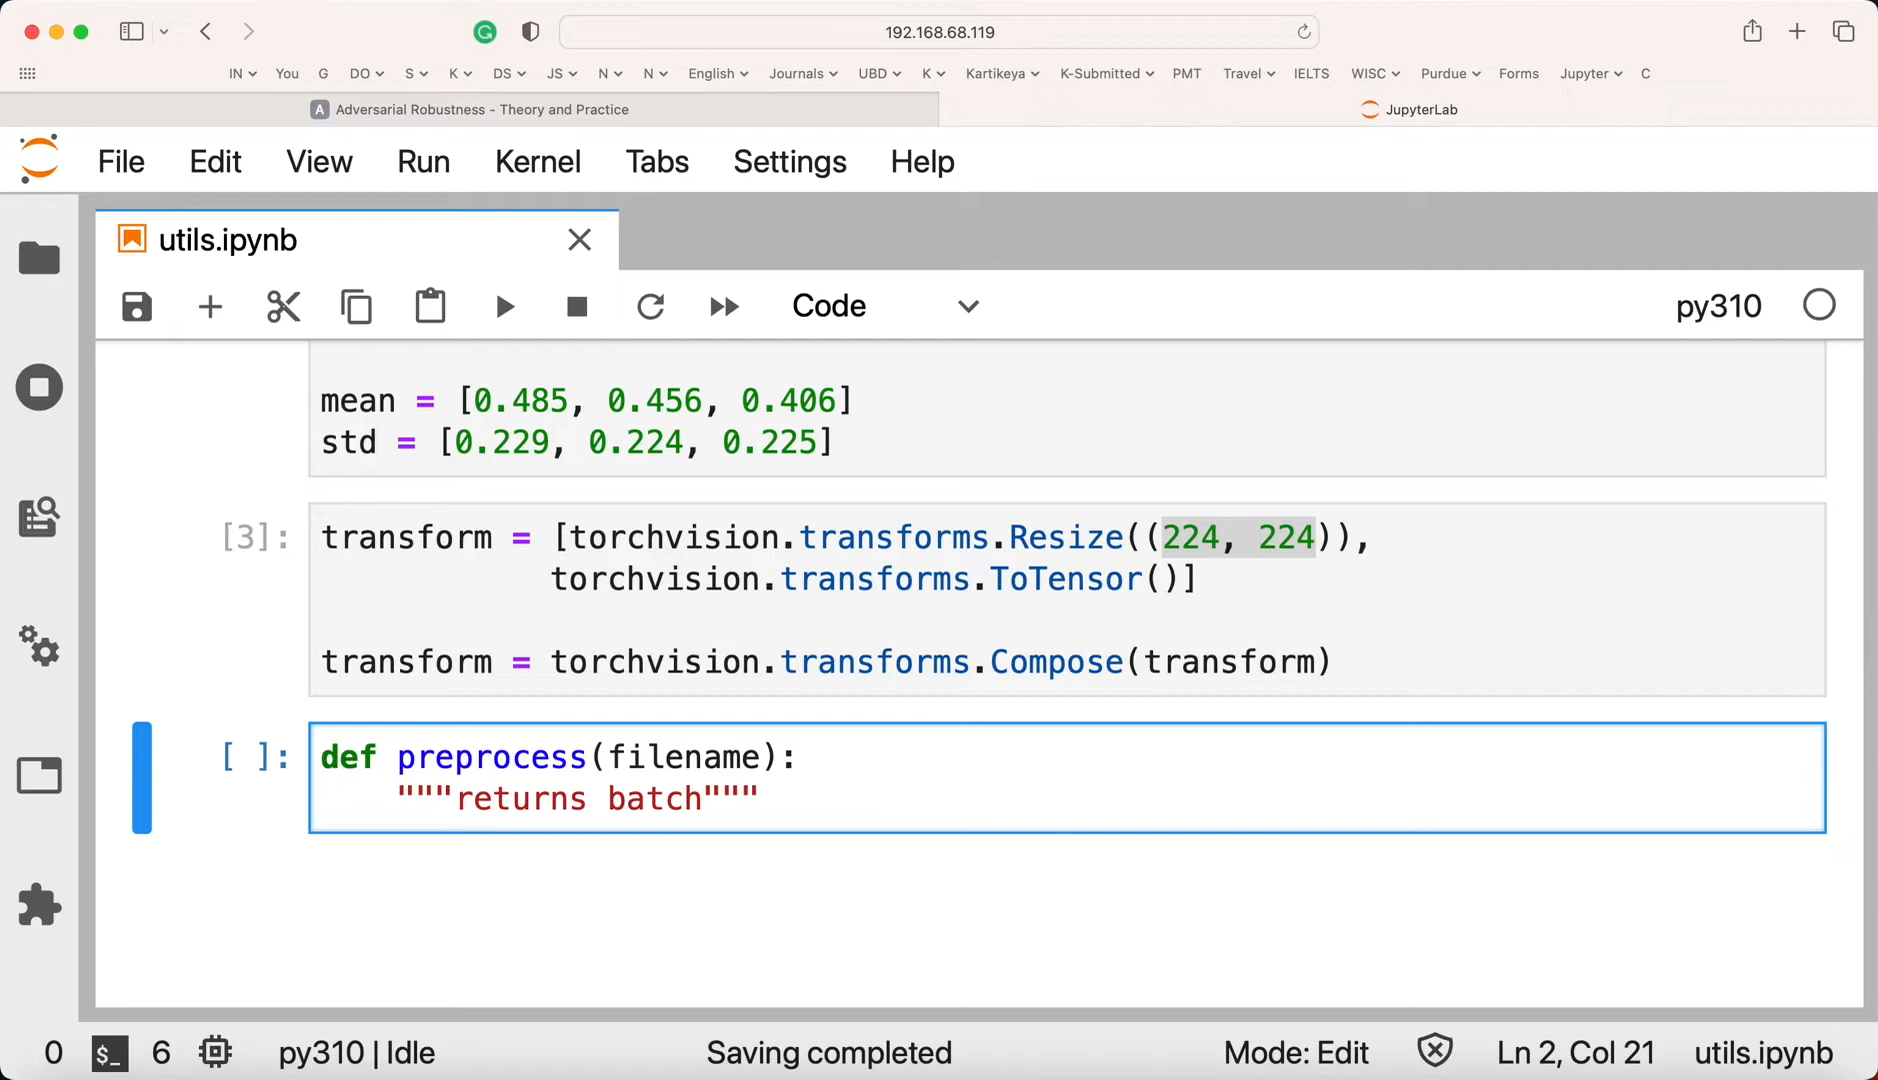 192.168.68.119
IN You G DO S K DS JS N N English Journals UBD K Kartikeya K-Submitted PMT Travel IELTS WISC Purdue Forms Jupyter C
A Adversarial Robustness - Theory and Practice JupyterLab
File Edit View Run Kernel Tabs Settings Help
utils.ipynb
Code py310
mean = [0.485, 0.456, 0.406]
std = [0.229, 0.224, 0.225]
[3]: transform = [torchvision.transforms.Resize((224, 224)),
torchvision.transforms.ToTensor()]
transform = torchvision.transforms.Compose(transform)
[ ]: def preprocess(filename):
"""returns batch"""
0 $_ 6 py310 | Idle Saving completed Mode: Edit Ln 2, Col 21 utils.ipynb